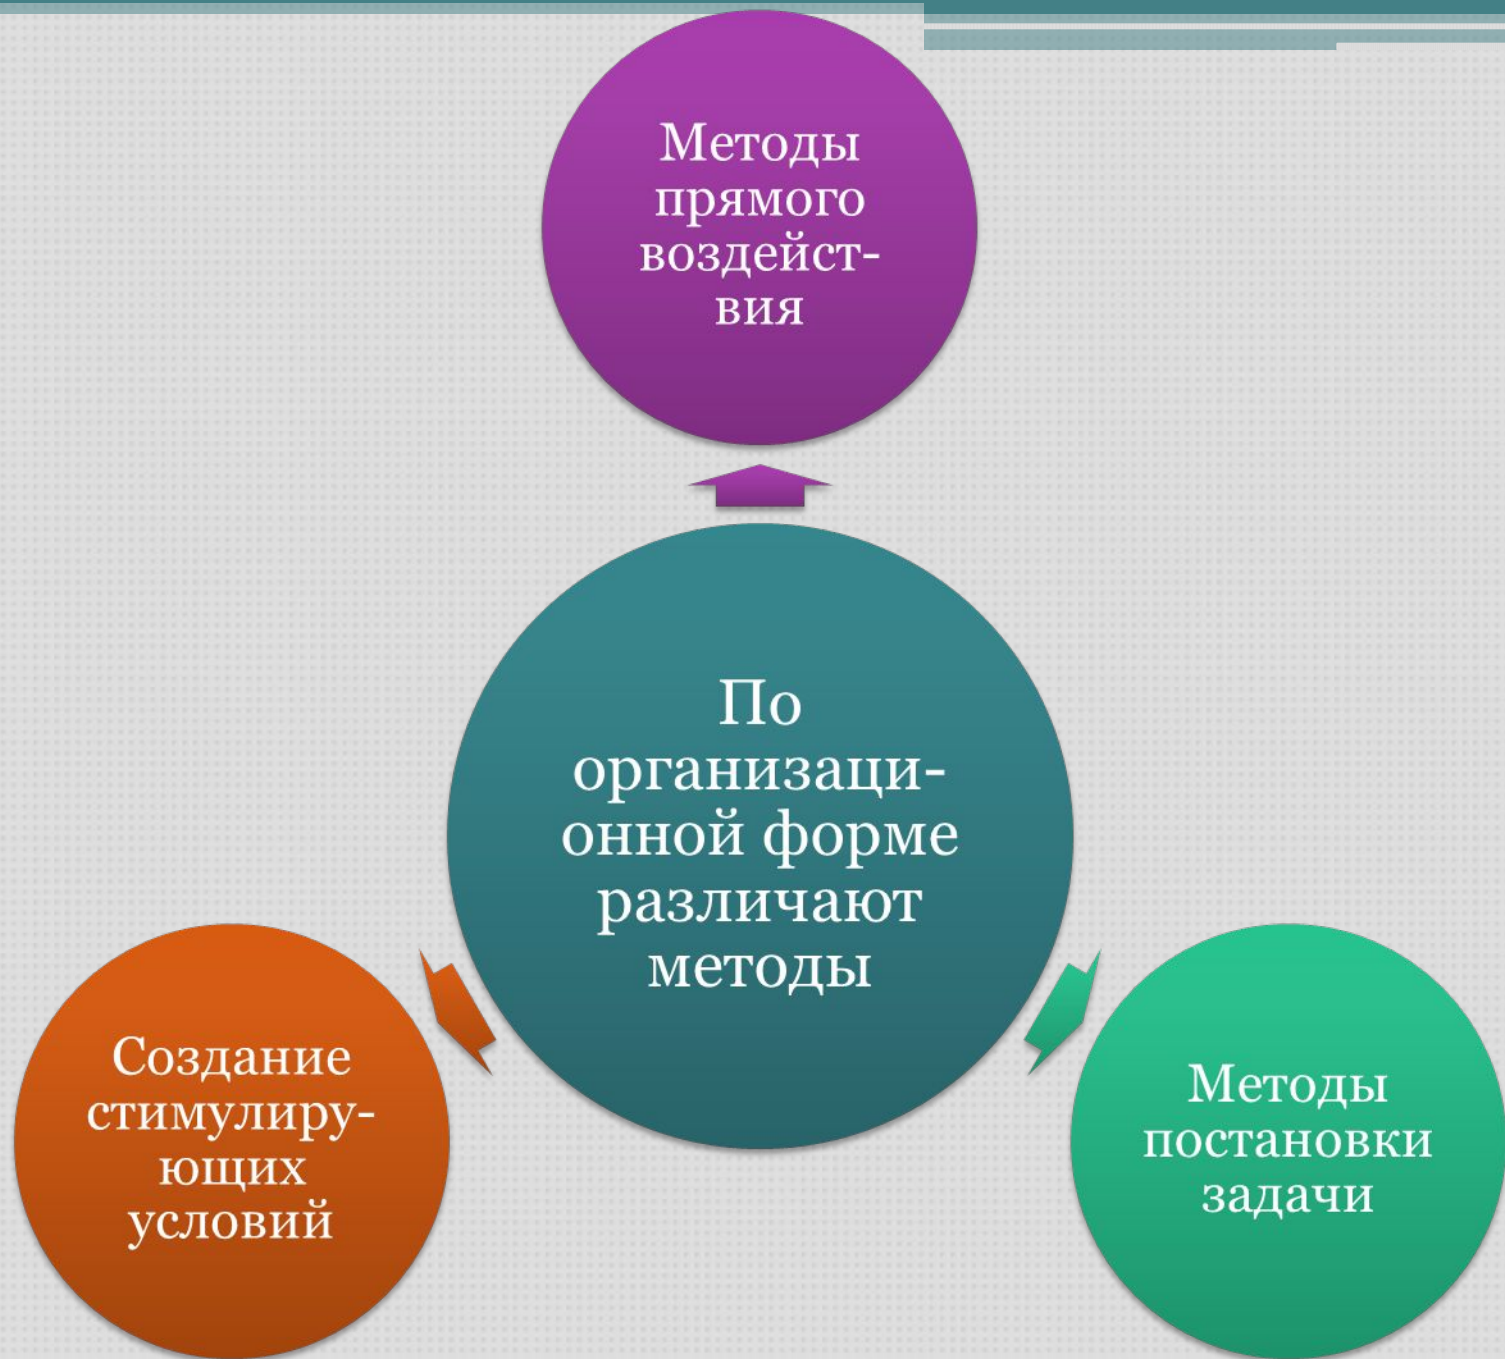 Методы
прямого
воздейст-
вия
По
организаци-
онной форме
различают
методы
Создание
стимулиру-
ющих
условий
Методы
постановки
задачи